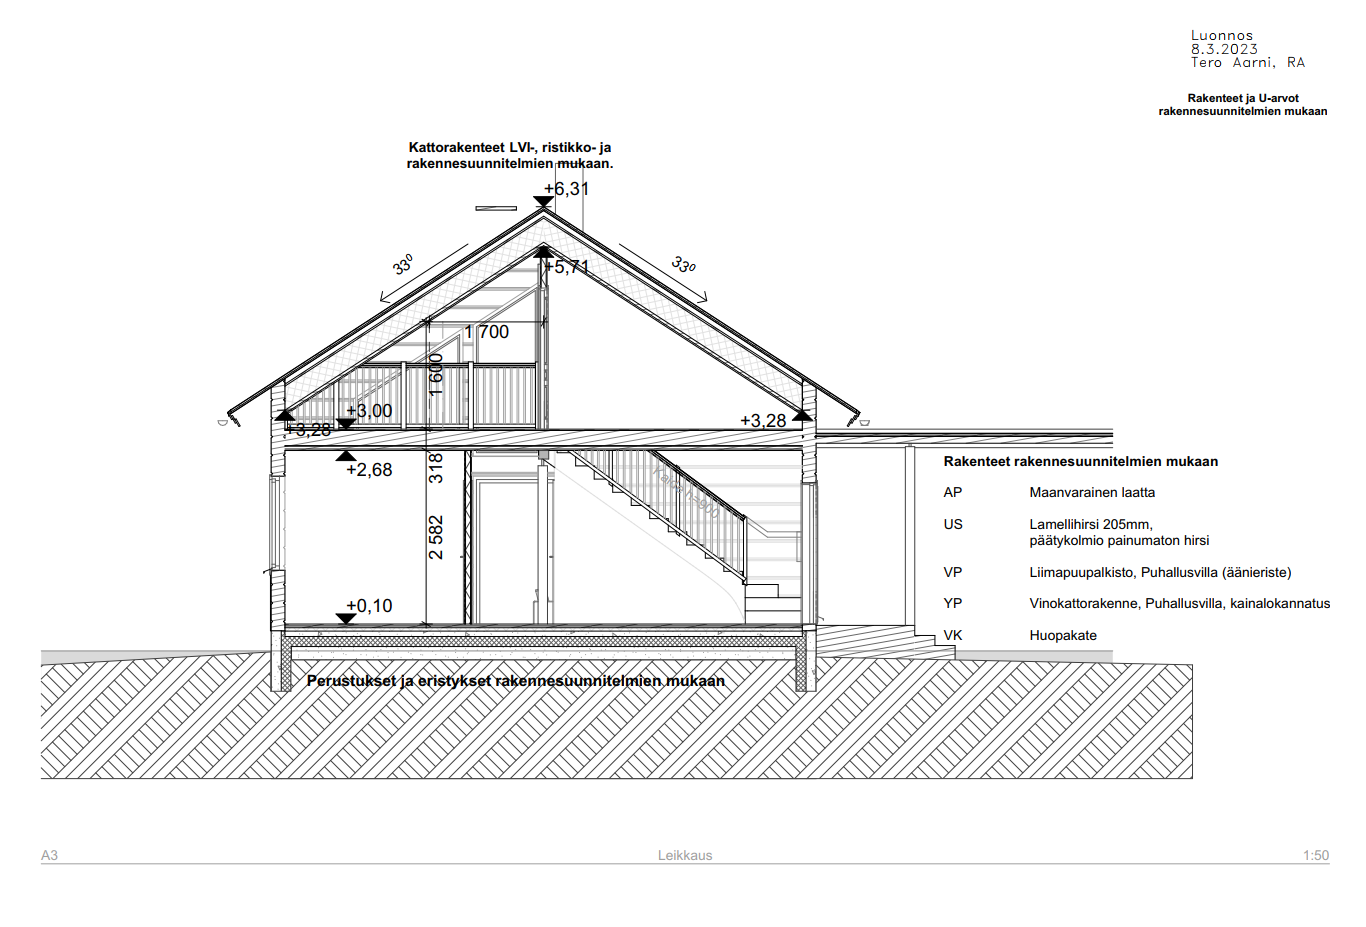 Luonnos
8.3.2023
Tero Aarni, RA
Rakenteet ja U-arvot
rakennesuunnitelmien mukaan
Kattorakenteet LVI-, ristikko- ja
rakennesuunnitelmien mukaan.
+6,31
33⁰
33⁰
+5,71
1 700
1 600
+3,00
+3,28
+3,28
+2,68
318
Kaide h=900
2 582
+0,10
Rakenteet rakennesuunnitelmien mukaan
AP Maanvarainen laatta
US Lamellihirsi 205mm,
päätykolmio painumaton hirsi
VP Liimapuupalkisto, Puhallusvilla (äänieriste)
YP Vinokattorakenne, Puhallusvilla, kainalokannatus
VK Huopakate
Perustukset ja eristykset rakennesuunnitelmien mukaan
A3 Leikkaus 1:50